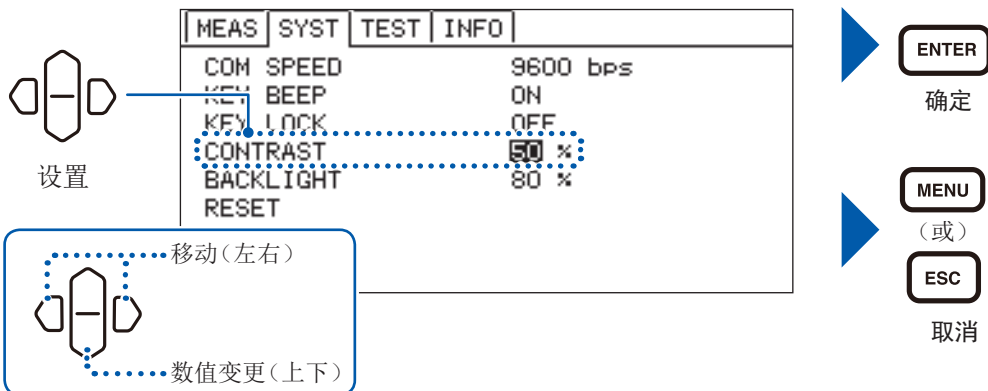 MEAS SYST TEST INFO
COM SPEED 9600 bps
KEY BEEP ON
KEY LOCK OFF
CONTRAST 50 %
BACKLIGHT 80 %
RESET
设置
移动（左右）
数值变更（上下）
ENTER
确定
MENU
（或）
ESC
取消